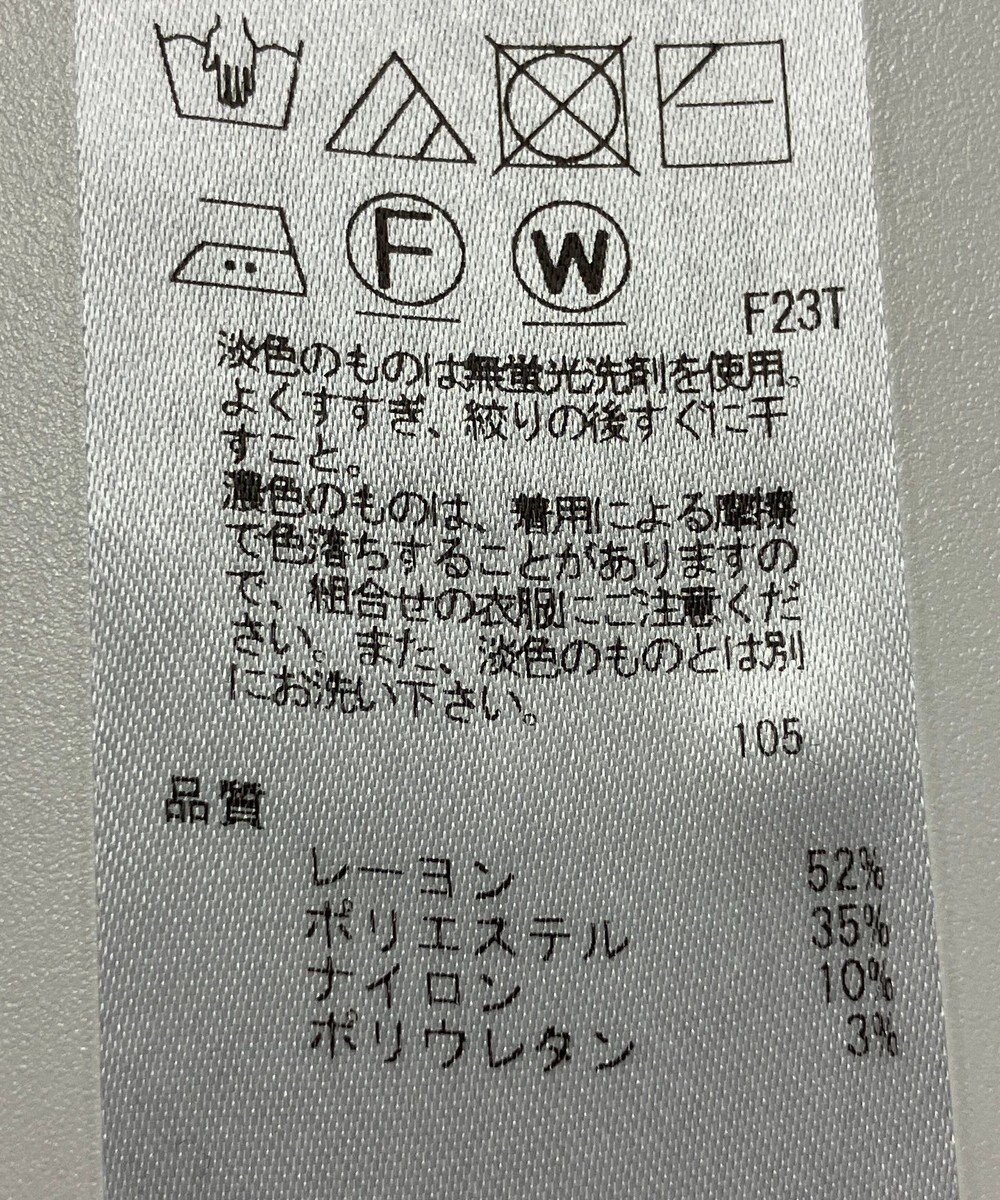 F W
F23T
淡色のものは無蛍光洗剤を使用。
よくすすぎ、絞りの後すぐに干
すこと。
濃色のものは、着用による摩擦
で色落ちすることがありますの
で、組合せの衣服にご注意くだ
さい。また、淡色のものとは別
にお洗い下さい。
105
品質
レーヨン 52%
ポリエステル 35%
ナイロン 10%
ポリウレタン 3%